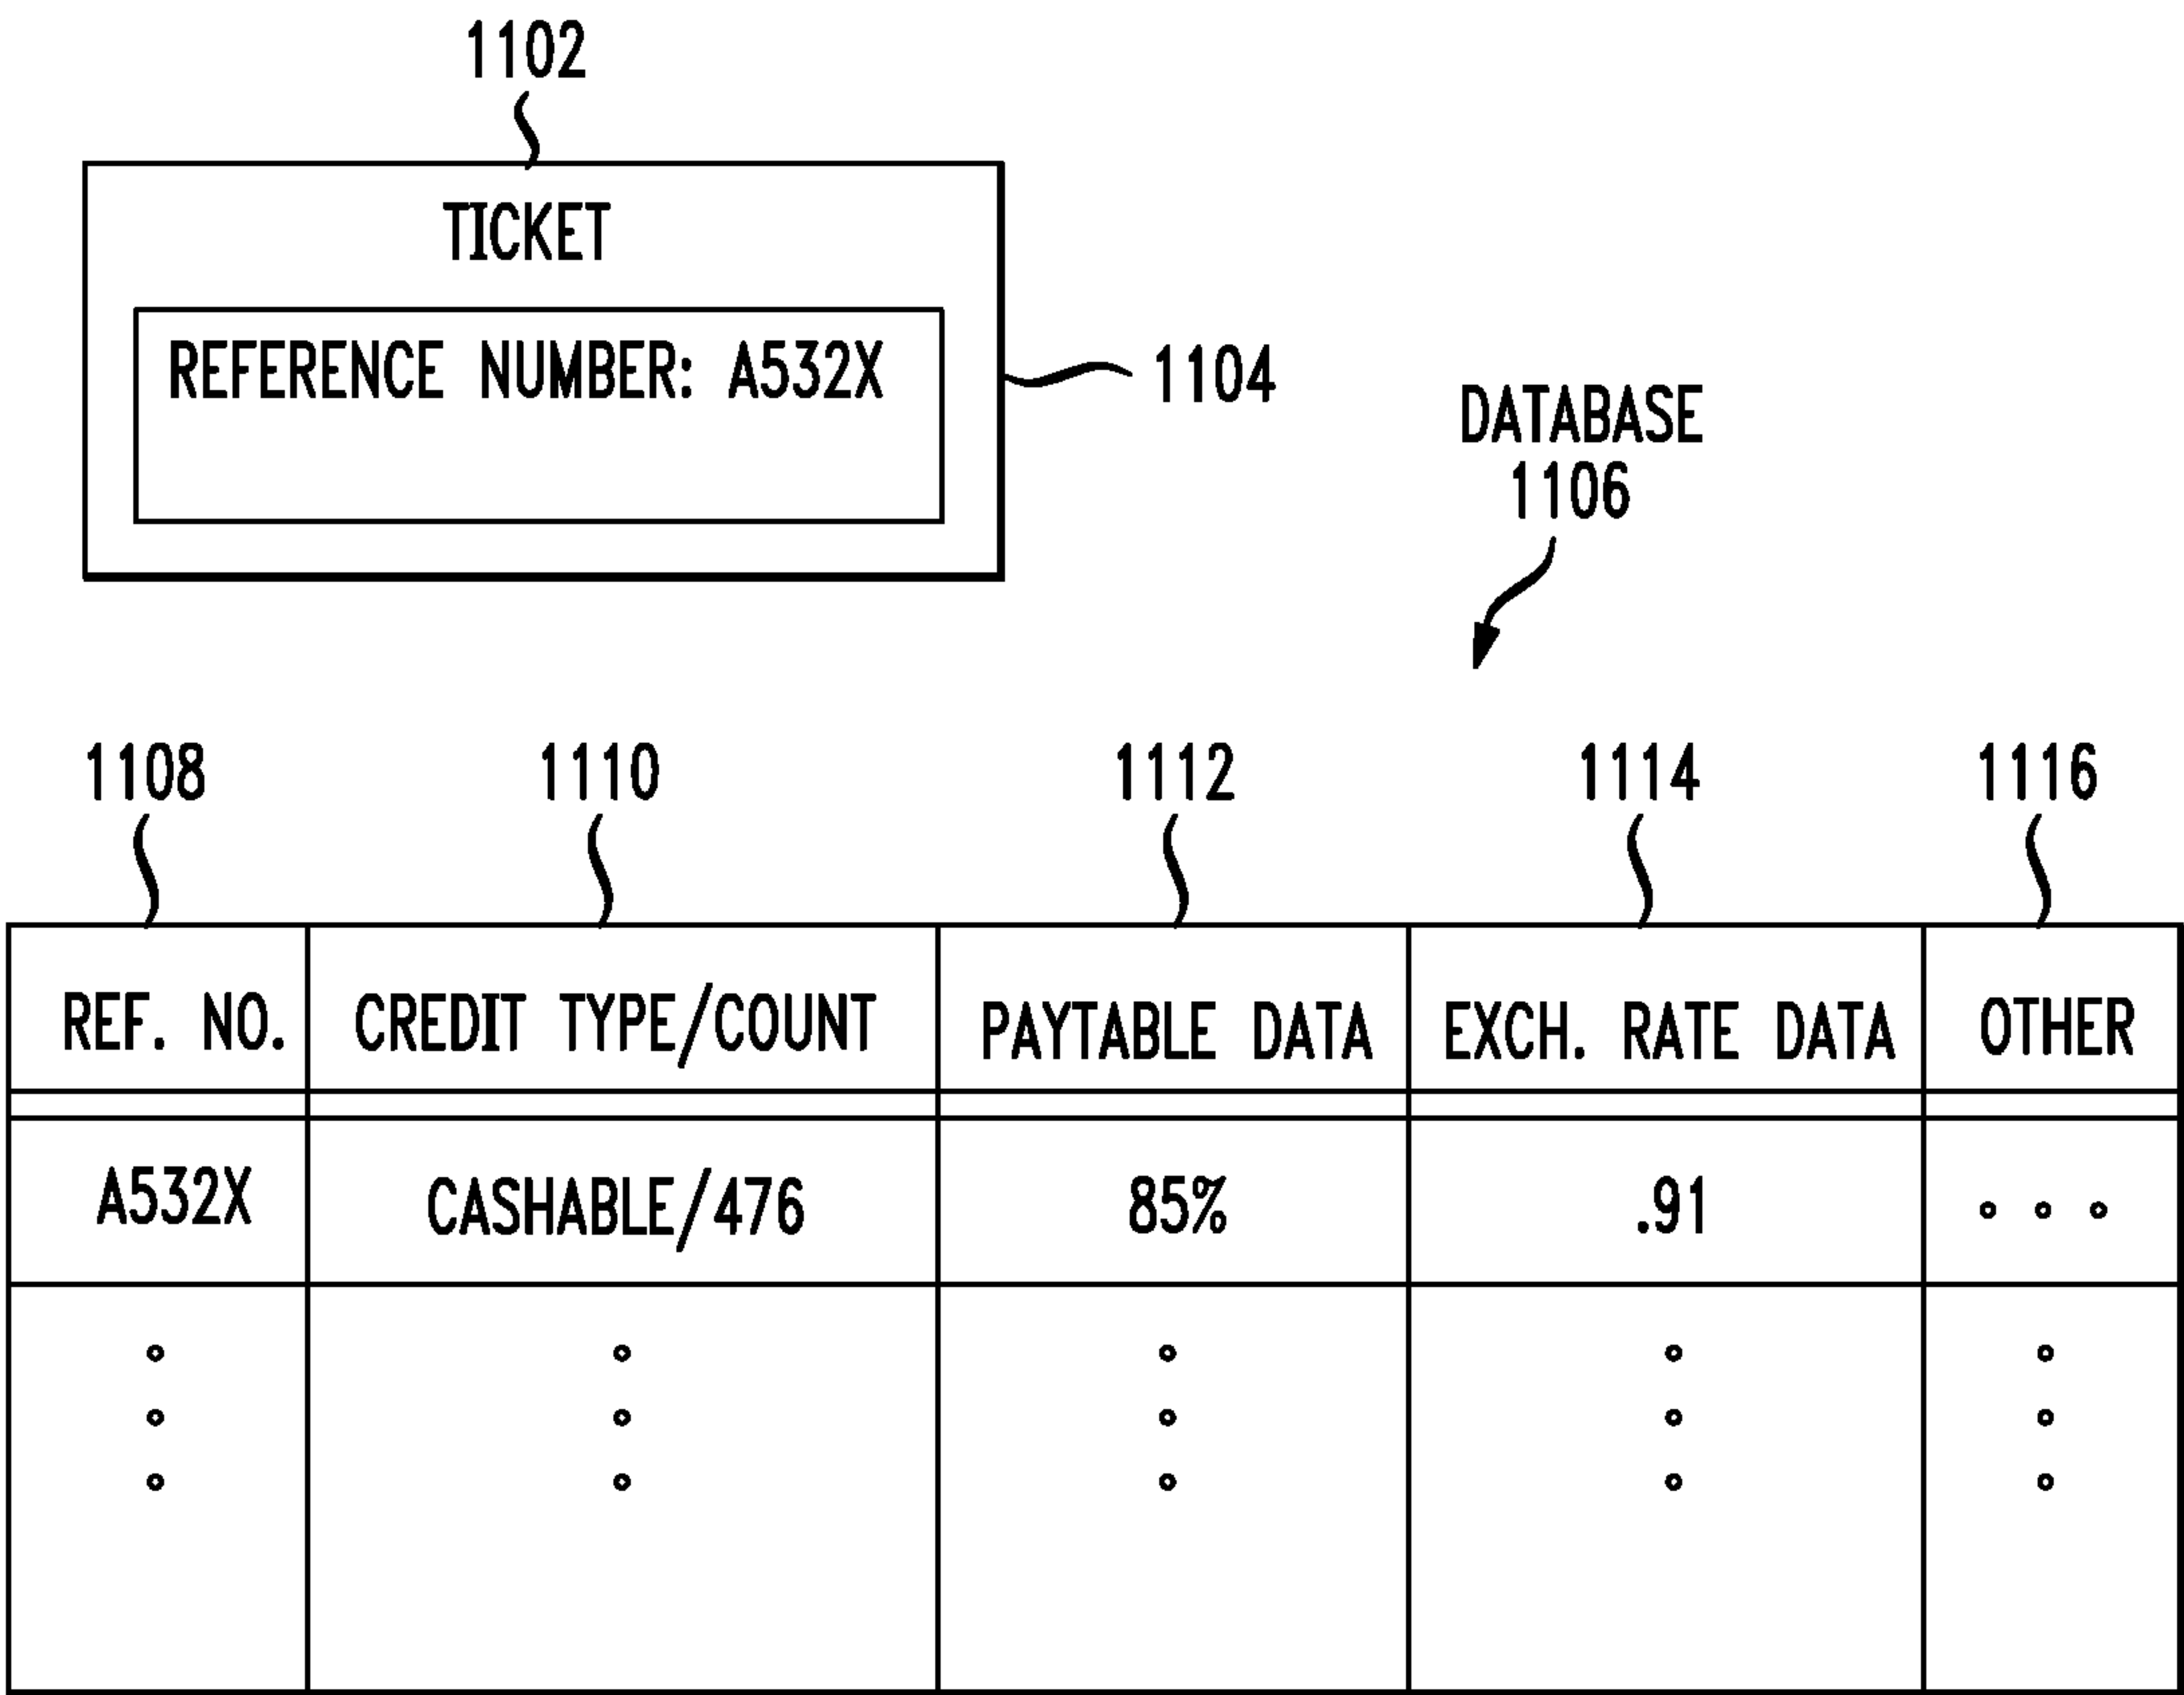 1102
TICKET
REFERENCE NUMBER: A532X
1104
DATABASE
1106
1108 1110 1112 1114 1116
REF. NO. CREDIT TYPE/COUNT PAYTABLE DATA EXCH. RATE DATA OTHER
A532X CASHABLE/476 85% .91